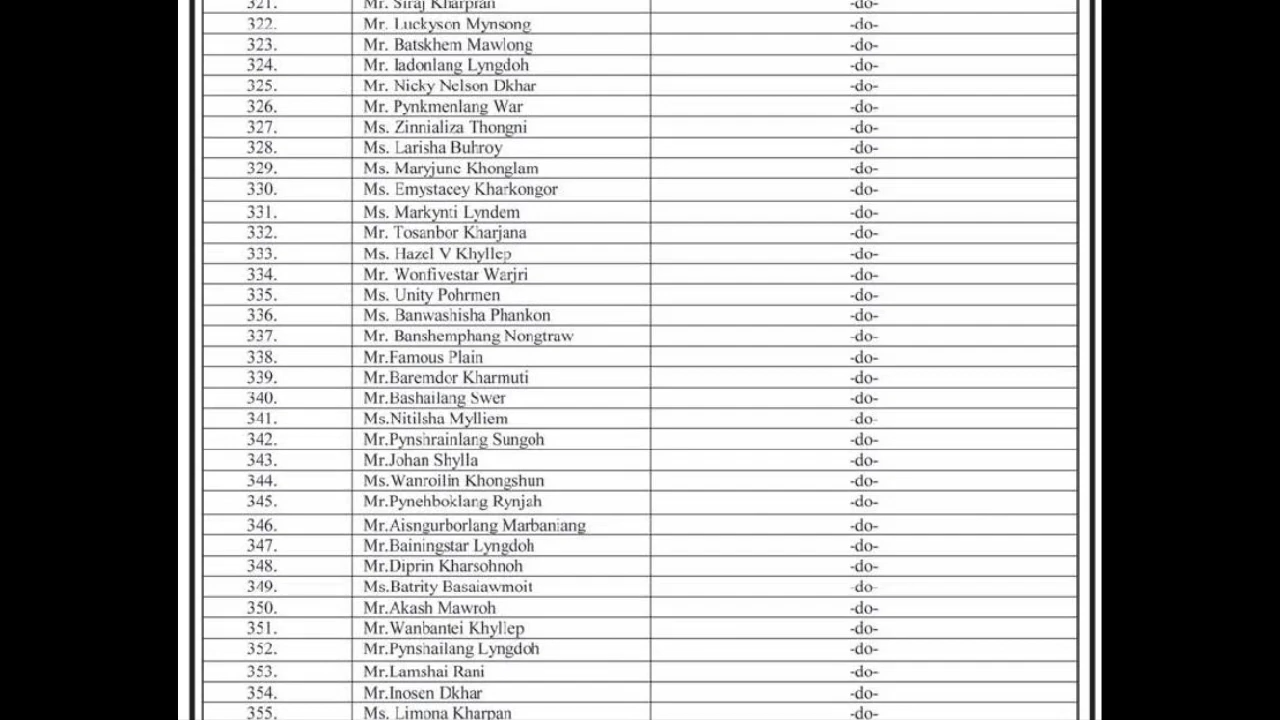 321. Mr. Siraj Kharpran -do-
322. Mr. Luckyson Mynsong -do-
323. Mr. Batskhem Mawlong -do-
324. Mr. Iadonlang Lyngdoh -do-
325. Mr. Nicky Nelson Dkhar -do-
326. Mr. Pynkmenlang War -do-
327. Ms. Zinnializa Thongni -do-
328. Ms. Larisha Buhroy -do-
329. Ms. Maryjune Khonglam -do-
330. Ms. Emystacey Kharkongor -do-
331. Ms. Markynti Lyndem -do-
332. Mr. Tosanbor Kharjana -do-
333. Ms. Hazel V Khyllep -do-
334. Mr. Wonfivestar Warjri -do-
335. Ms. Unity Pohrmen -do-
336. Ms. Banwashisha Phankon -do-
337. Mr. Banshemphang Nongtraw -do-
338. Mr.Famous Plain -do-
339. Mr.Baremdor Kharmuti -do-
340. Mr.Bashailang Swer -do-
341. Ms.Nitilsha Mylliem -do-
342. Mr.Pynshrainlang Sungoh -do-
343. Mr.Johan Shylla -do-
344. Ms.Wanroilin Khongshun -do-
345. Mr.Pynehboklang Rynjah -do-
346. Mr.Aisngurborlang Marbaniang -do-
347. Mr.Bainingstar Lyngdoh -do-
348. Mr.Diprin Kharsohnoh -do-
349. Ms.Batrity Basaiawmoit -do-
350. Mr.Akash Mawroh -do-
351. Mr.Wanbantei Khyllep -do-
352. Mr.Pynshailang Lyngdoh -do-
353. Mr.Lamshai Rani -do-
354. Mr.Inosen Dkhar -do-
355. Ms. Limona Kharpan -do-